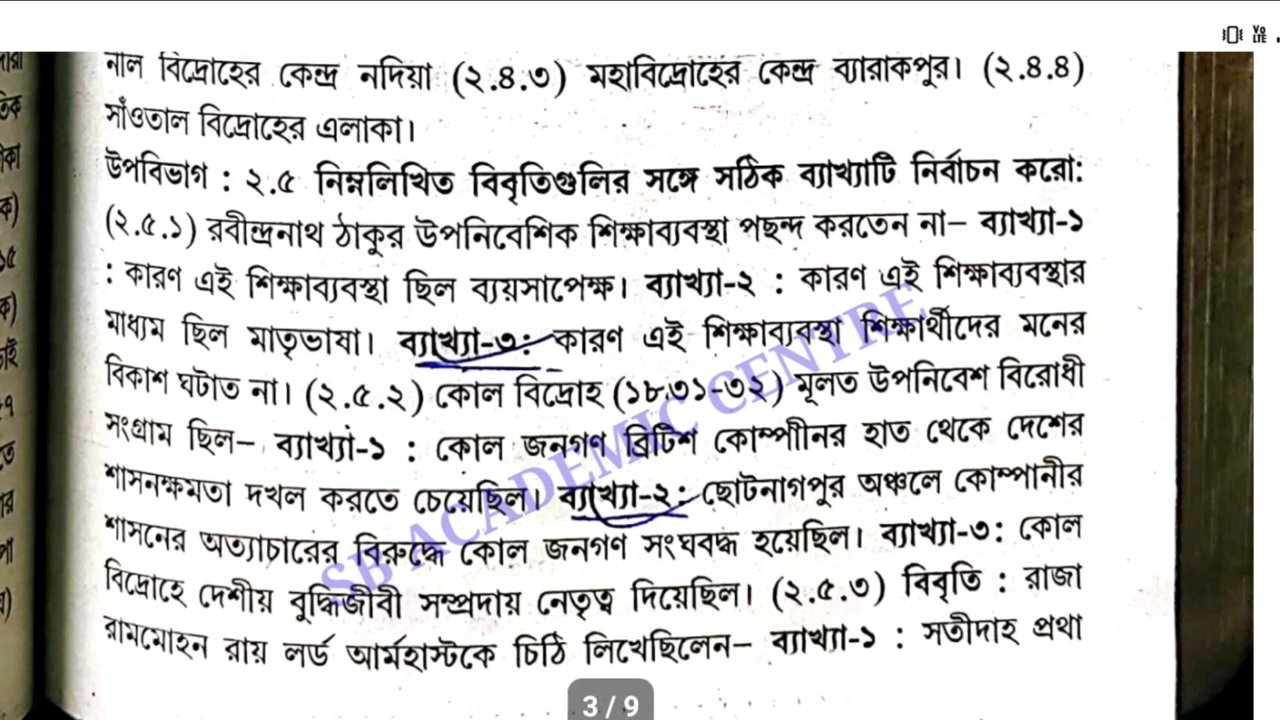 নীল বিদ্রোহের কেন্দ্র নদিয়া (২.৪.৩) মহাবিদ্রোহের কেন্দ্র ব্যারাকপুর। (২.৪.৪)
সাঁওতাল বিদ্রোহের এলাকা।
উপবিভাগ : ২.৫ নিম্নলিখিত বিবৃতিগুলির সঙ্গে সঠিক ব্যাখ্যাটি নির্বাচন করো:
(২.৫.১) রবীন্দ্রনাথ ঠাকুর উপনিবেশিক শিক্ষাব্যবস্থা পছন্দ করতেন না– ব্যাখ্যা-১
: কারণ এই শিক্ষাব্যবস্থা ছিল ব্যয়সাপেক্ষ। ব্যাখ্যা-২ : কারণ এই শিক্ষাব্যবস্থার
মাধ্যম ছিল মাতৃভাষা। ব্যাখ্যা-৩: কারণ এই শিক্ষাব্যবস্থা শিক্ষার্থীদের মনের
বিকাশ ঘটাত না। (২.৫.২) কোল বিদ্রোহ (১৮৩১-৩২) মূলত উপনিবেশ বিরোধী
সংগ্রাম ছিল– ব্যাখ্যা-১ : কোল জনগণ ব্রিটিশ কোম্পাীনর হাত থেকে দেশের
শাসনক্ষমতা দখল করতে চেয়েছিল। ব্যাখ্যা-২: ছোটনাগপুর অঞ্চলে কোম্পানীর
শাসনের অত্যাচারের বিরুদ্ধে কোল জনগণ সংঘবদ্ধ হয়েছিল। ব্যাখ্যা-৩: কোল
বিদ্রোহে দেশীয় বুদ্ধিজীবী সম্প্রদায় নেতৃত্ব দিয়েছিল। (২.৫.৩) বিবৃতি : রাজা
রামমোহন রায় লর্ড আর্মহাস্টকে চিঠি লিখেছিলেন– ব্যাখ্যা-১ : সতীদাহ প্রথা
SB ACADEMIC CENTRE
3 / 9